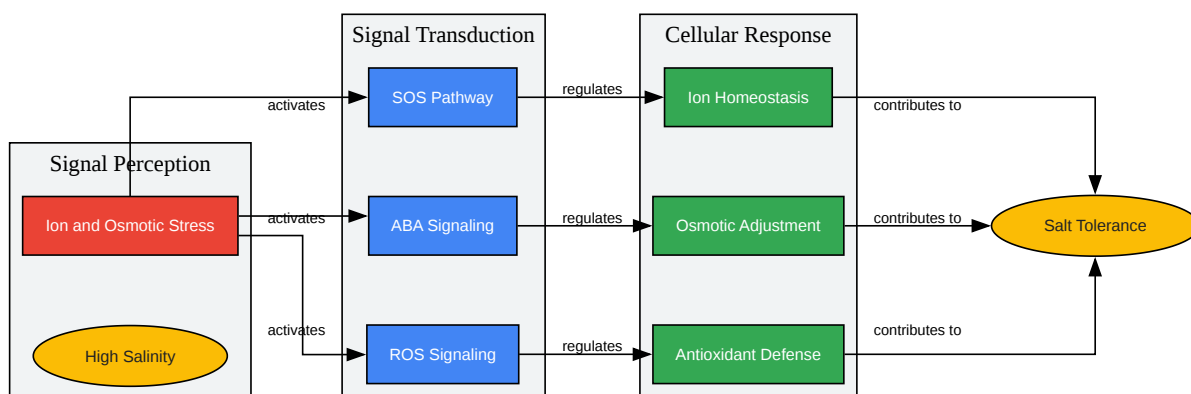 Signal Transduction
Cellular Response
activates
SOS Pathway
regulates
Ion Homeostasis
contributes to
Signal Perception
Ion and Osmotic Stress
activates
ABA Signaling
regulates
Osmotic Adjustment
contributes to
Salt Tolerance
High Salinity
activates
ROS Signaling
regulates
Antioxidant Defense
contributes to